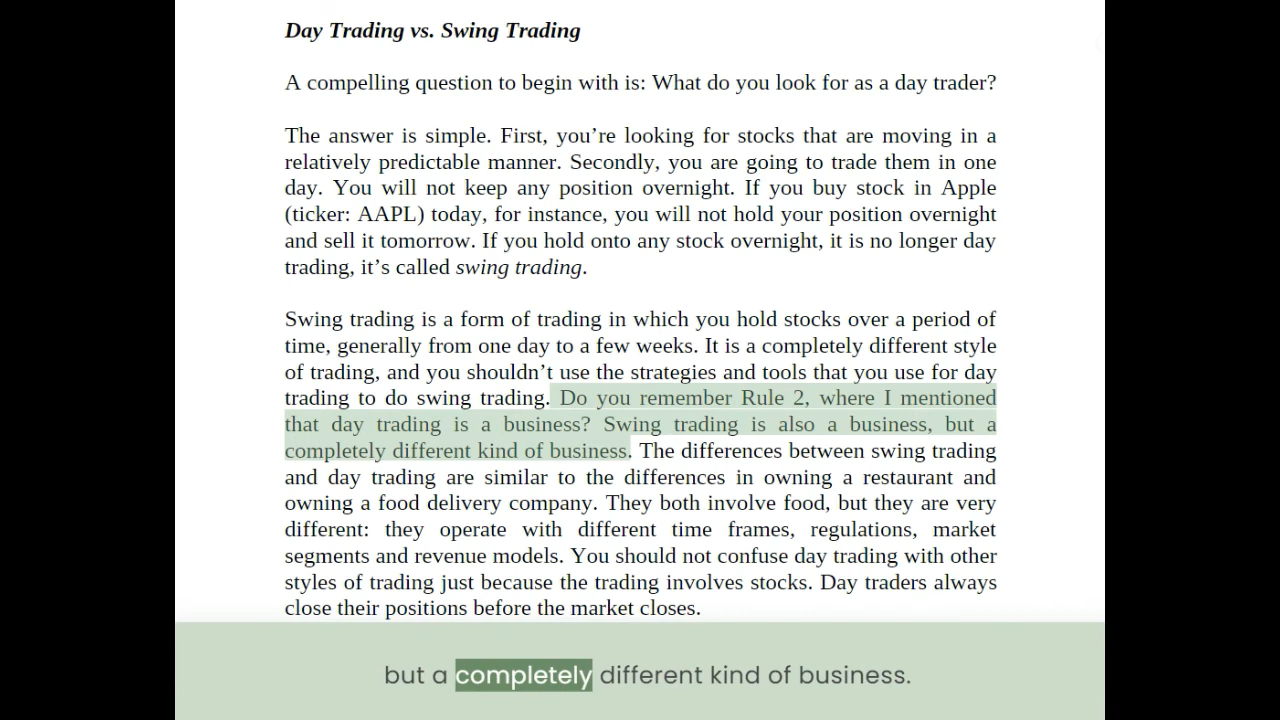 Day Trading vs. Swing Trading
A compelling question to begin with is: What do you look for as a day trader?
The answer is simple. First, you’re looking for stocks that are moving in a
relatively predictable manner. Secondly, you are going to trade them in one
day. You will not keep any position overnight. If you buy stock in Apple
(ticker: AAPL) today, for instance, you will not hold your position overnight
and sell it tomorrow. If you hold onto any stock overnight, it is no longer day
trading, it’s called swing trading.
Swing trading is a form of trading in which you hold stocks over a period of
time, generally from one day to a few weeks. It is a completely different style
of trading, and you shouldn’t use the strategies and tools that you use for day
trading to do swing trading. Do you remember Rule 2, where I mentioned
that day trading is a business? Swing trading is also a business, but a
completely different kind of business. The differences between swing trading
and day trading are similar to the differences in owning a restaurant and
owning a food delivery company. They both involve food, but they are very
different: they operate with different time frames, regulations, market
segments and revenue models. You should not confuse day trading with other
styles of trading just because the trading involves stocks. Day traders always
close their positions before the market closes.
but a completely different kind of business.